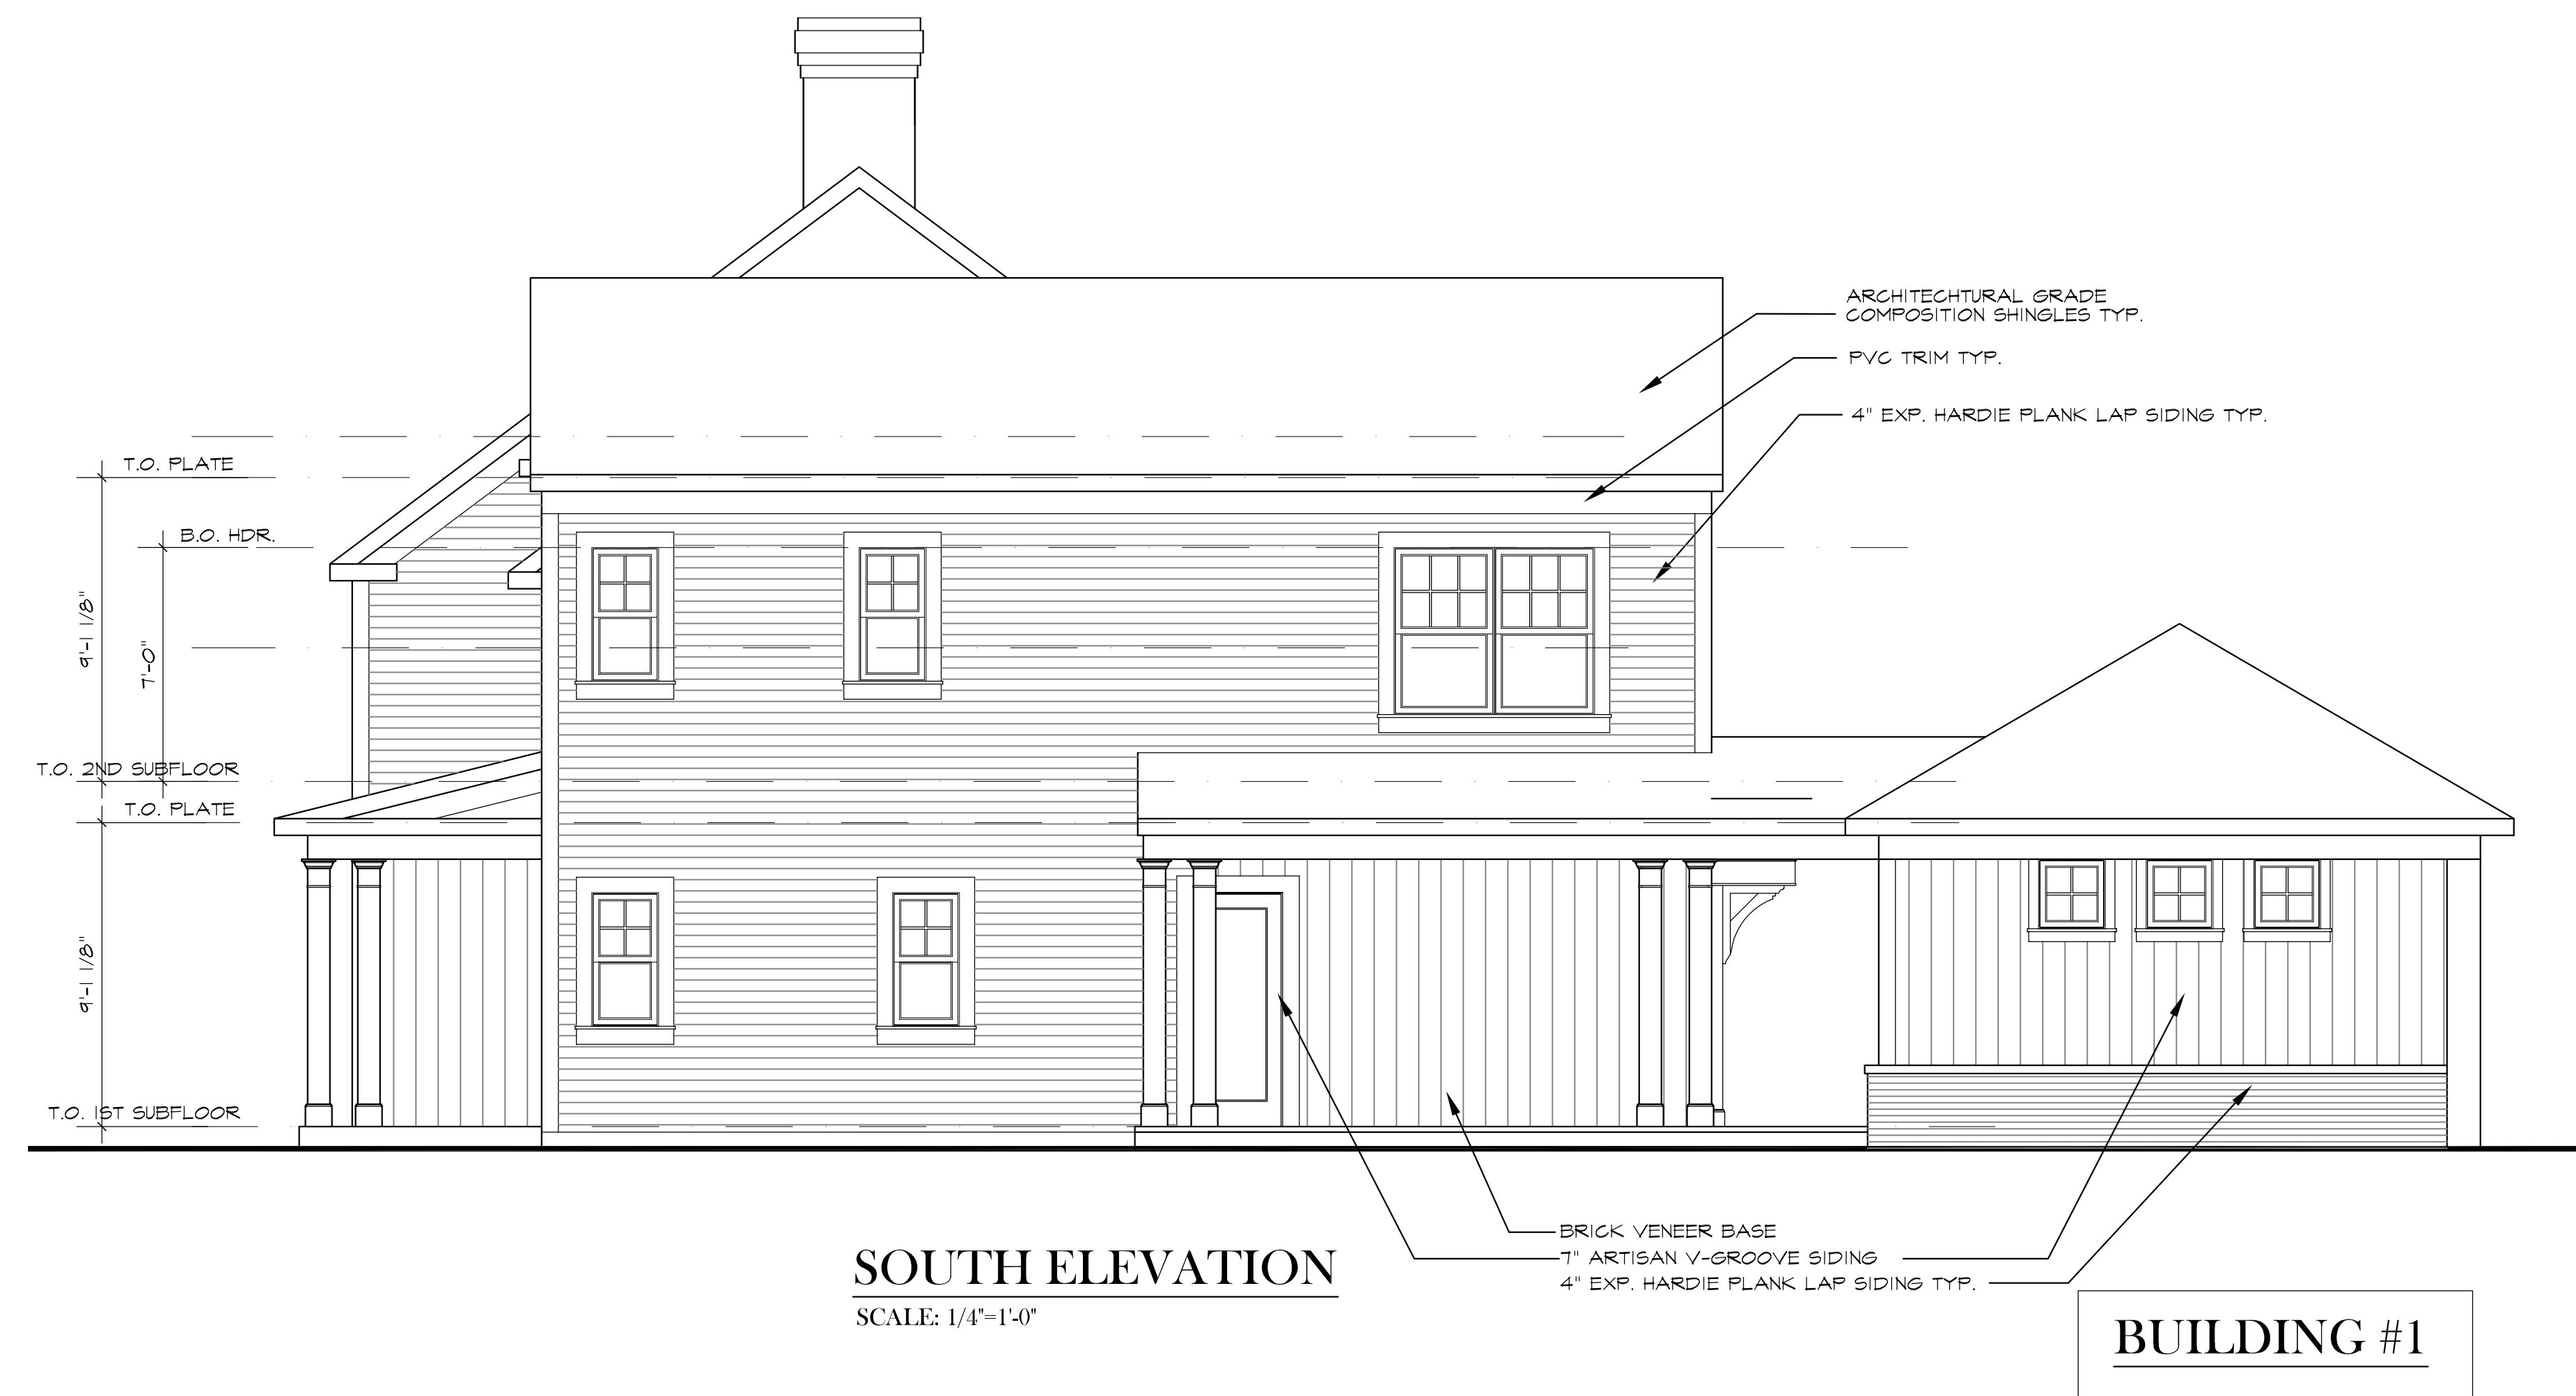 ARCHITECHTURAL GRADE
COMPOSITION SHINGLES TYP.
PVC TRIM TYP.
4" EXP. HARDIE PLANK LAP SIDING TYP.
T.O. PLATE
B.O. HDR.
9'-1 1/8"
7'-0"
T.O. 2ND SUBFLOOR
T.O. PLATE
9'-1 1/8"
T.O. 1ST SUBFLOOR
BRICK VENEER BASE
7" ARTISAN V-GROOVE SIDING
4" EXP. HARDIE PLANK LAP SIDING TYP.
SOUTH ELEVATION
SCALE: 1/4"=1'-0"
BUILDING #1